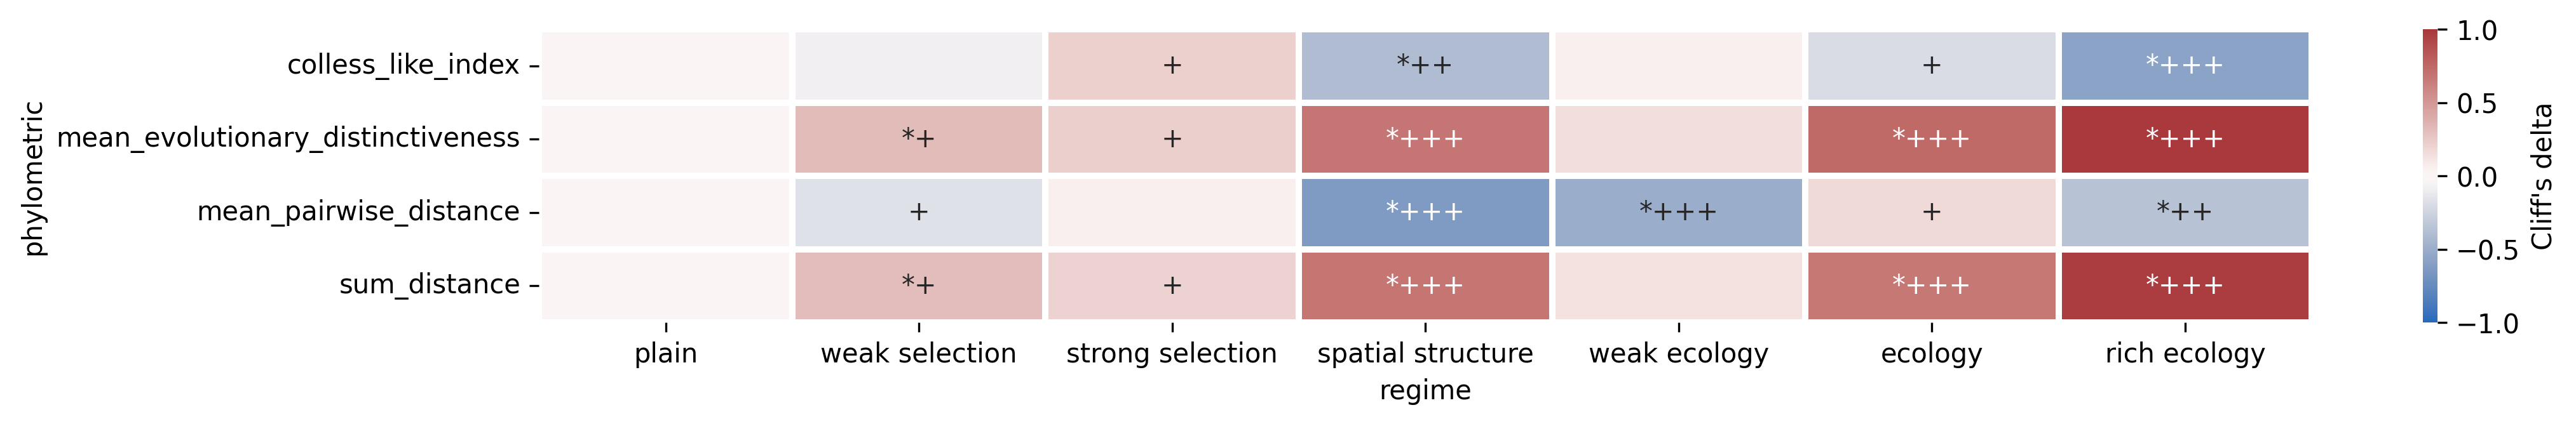 phylometric
colless_like_index + *++ + *+++
mean_evolutionary_distinctiveness *+ + *+++ *+++ *+++
mean_pairwise_distance + *+++ *+++ + *++
sum_distance *+ + *+++ *+++ *+++
plain weak selection strong selection spatial structure weak ecology ecology rich ecology
regime
1.0
0.5
0.0
−0.5
−1.0
Cliff's delta